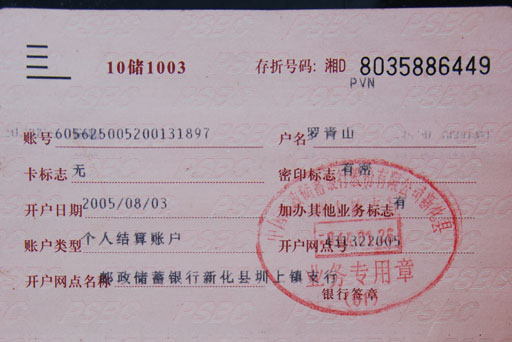 10储1003 存折号码: 湘D 8035886449
PVN
账号 605625005200131897 户名 罗青山
卡标志 无 密印标志 有密
开户日期 2005/08/03 加办其他业务标志 有
账户类型 个人结算账户 开户网点号 411322005
开户网点名称 邮政储蓄银行新化县圳上镇支行
银行签章
业务专用章